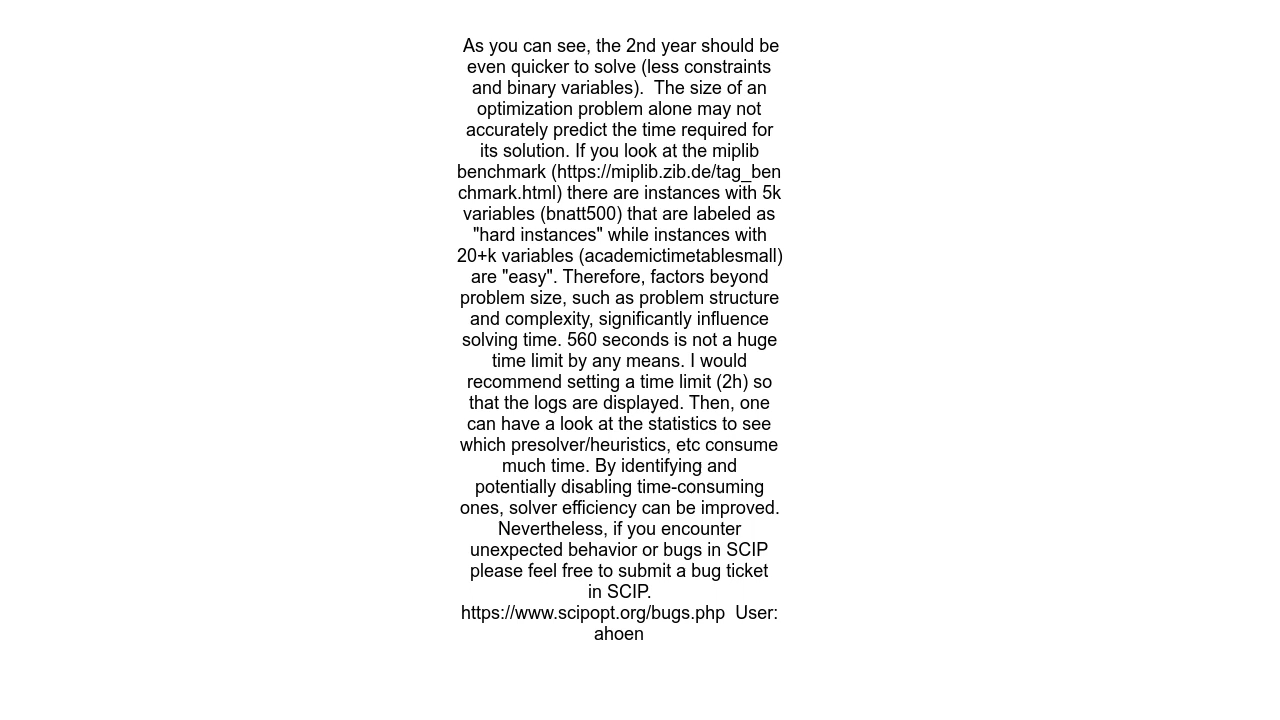 As you can see, the 2nd year should be
even quicker to solve (less constraints
and binary variables).  The size of an
optimization problem alone may not
accurately predict the time required for
its solution. If you look at the miplib
benchmark (https://miplib.zib.de/tag_ben
chmark.html) there are instances with 5k
variables (bnatt500) that are labeled as
"hard instances" while instances with
20+k variables (academictimetablesmall)
are "easy". Therefore, factors beyond
problem size, such as problem structure
and complexity, significantly influence
solving time. 560 seconds is not a huge
time limit by any means. I would
recommend setting a time limit (2h) so
that the logs are displayed. Then, one
can have a look at the statistics to see
which presolver/heuristics, etc consume
much time. By identifying and
potentially disabling time-consuming
ones, solver efficiency can be improved.
Nevertheless, if you encounter
unexpected behavior or bugs in SCIP
please feel free to submit a bug ticket
in SCIP.
https://www.scipopt.org/bugs.php  User:
ahoen